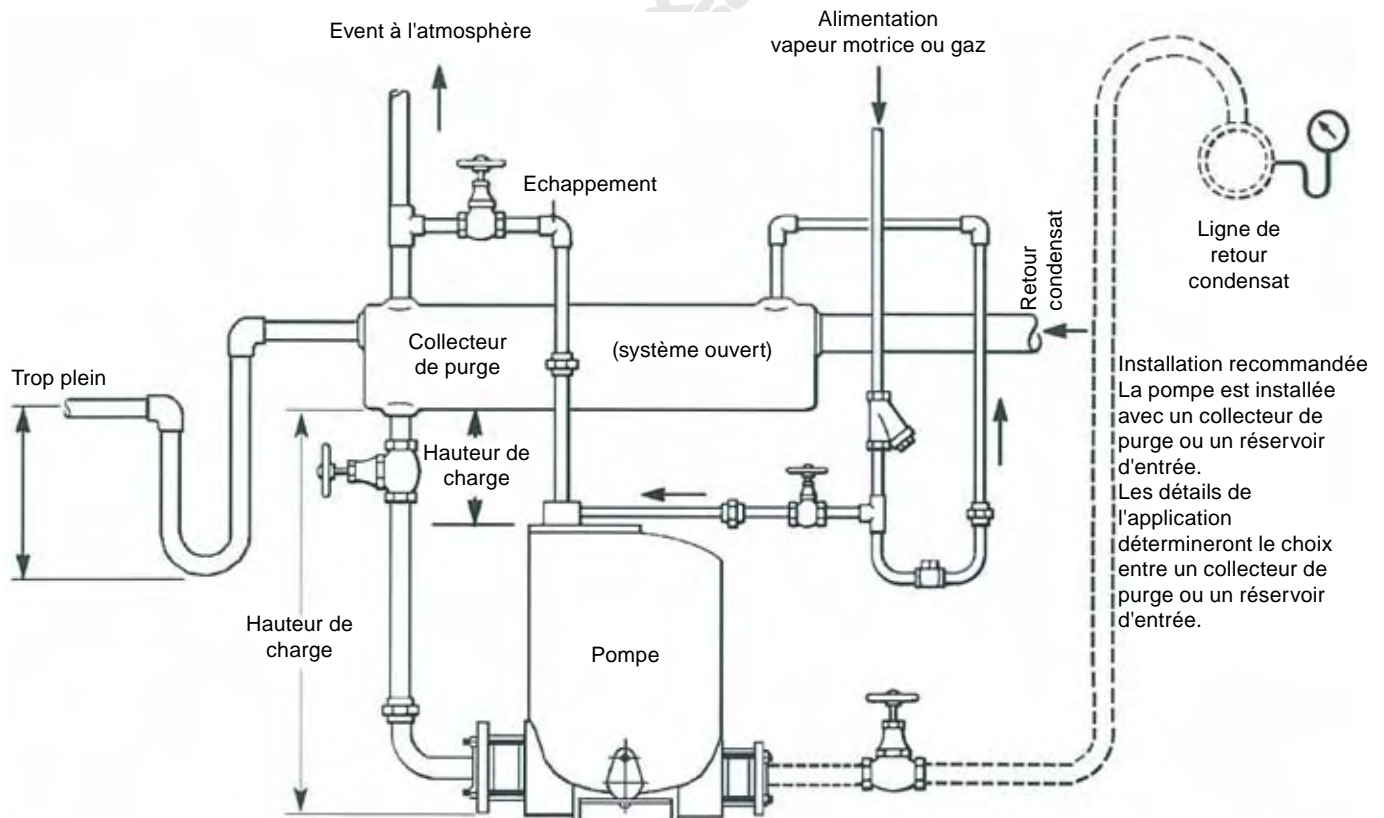 Event à l'atmosphère
Alimentation
vapeur motrice ou gaz
Echappement
Retour
condensat
Ligne de
retour
condensat
Collecteur
de purge
(système ouvert)
Trop plein
Hauteur de
charge
Installation recommandée
La pompe est installée
avec un collecteur de
purge ou un réservoir
d'entrée.
Les détails de
l'application
détermineront le choix
entre un collecteur de
purge ou un réservoir
d'entrée.
Hauteur de
charge
Pompe